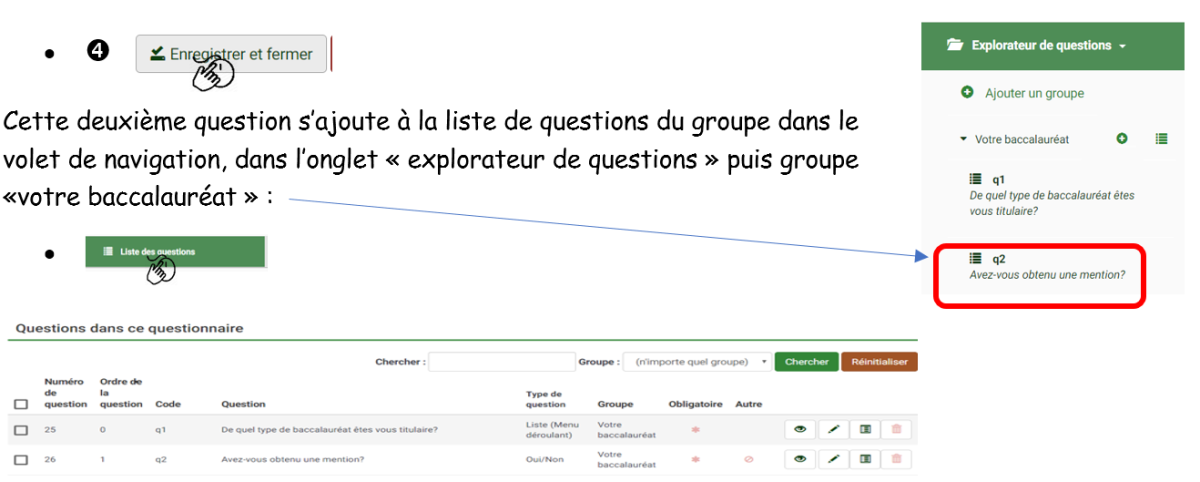 ❹ Enregistrer et fermer
Cette deuxième question s’ajoute à la liste de questions du groupe dans le
volet de navigation, dans l’onglet « explorateur de questions » puis groupe
«votre baccalauréat » :
Liste des questions
Explorateur de questions
Ajouter un groupe
Votre baccalauréat
q1
De quel type de baccalauréat êtes
vous titulaire?
q2
Avez-vous obtenu une mention?
Questions dans ce questionnaire
Chercher : Groupe : (n'importe quel groupe) Chercher Réinitialiser
Numéro de question Ordre de la question Code Question Type de question Groupe Obligatoire Autre
25 0 q1 De quel type de baccalauréat êtes vous titulaire? Liste (Menu déroulant) Votre baccalauréat
26 1 q2 Avez-vous obtenu une mention? Oui/Non Votre baccalauréat